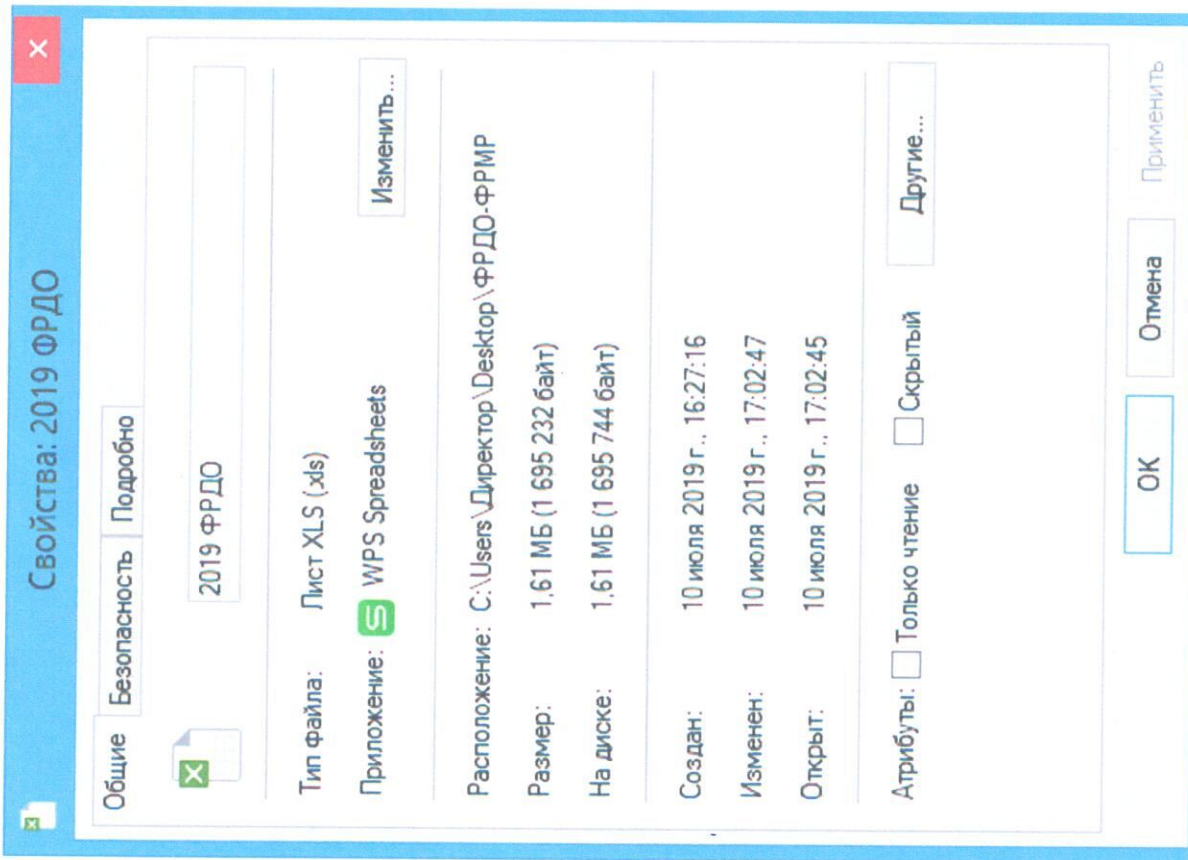 Свойства: 2019 ФРДО
Общие Безопасность Подробно
2019 ФРДО
Тип файла: Лист XLS (.xls)
Приложение: WPS Spreadsheets Изменить...
Расположение: C:\Users\Директор\Desktop\ФРДО-ФРМР
Размер: 1,61 МБ (1 695 232 байт)
На диске: 1,61 МБ (1 695 744 байт)
Создан: 10 июля 2019 г., 16:27:16
Изменен: 10 июля 2019 г., 17:02:47
Открыт: 10 июля 2019 г., 17:02:45
Атрибуты: Только чтение Скрытый Другие...
OK Отмена Применить